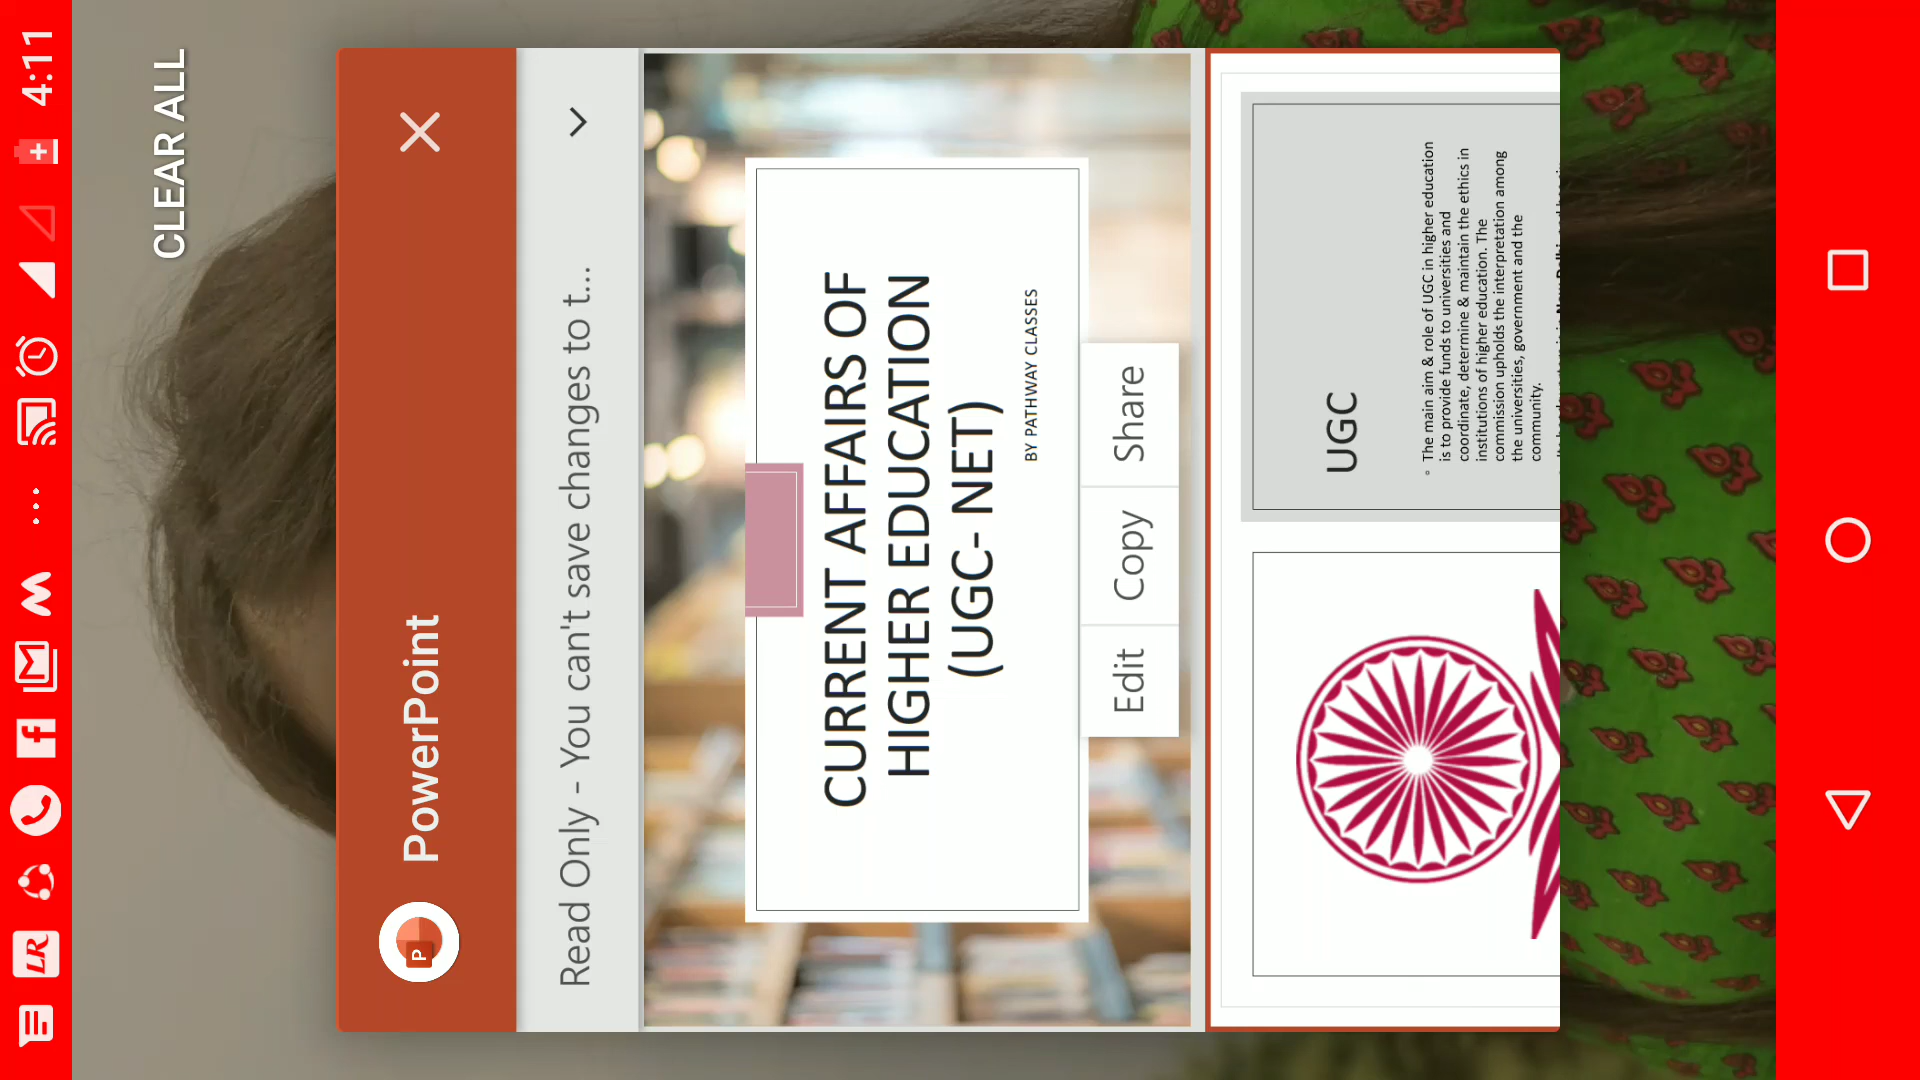 4:11
LR
CLEAR ALL
P
PowerPoint
Read Only - You can't save changes to t...
CURRENT AFFAIRS OF
HIGHER EDUCATION
(UGC- NET)
BY PATHWAY CLASSES
Edit
Copy
Share
UGC
The main aim & role of UGC in higher education
is to provide funds to universities and
coordinate, determine & maintain the ethics in
institutions of higher education. The
commission upholds the interpretation among
the universities, government and the
community.